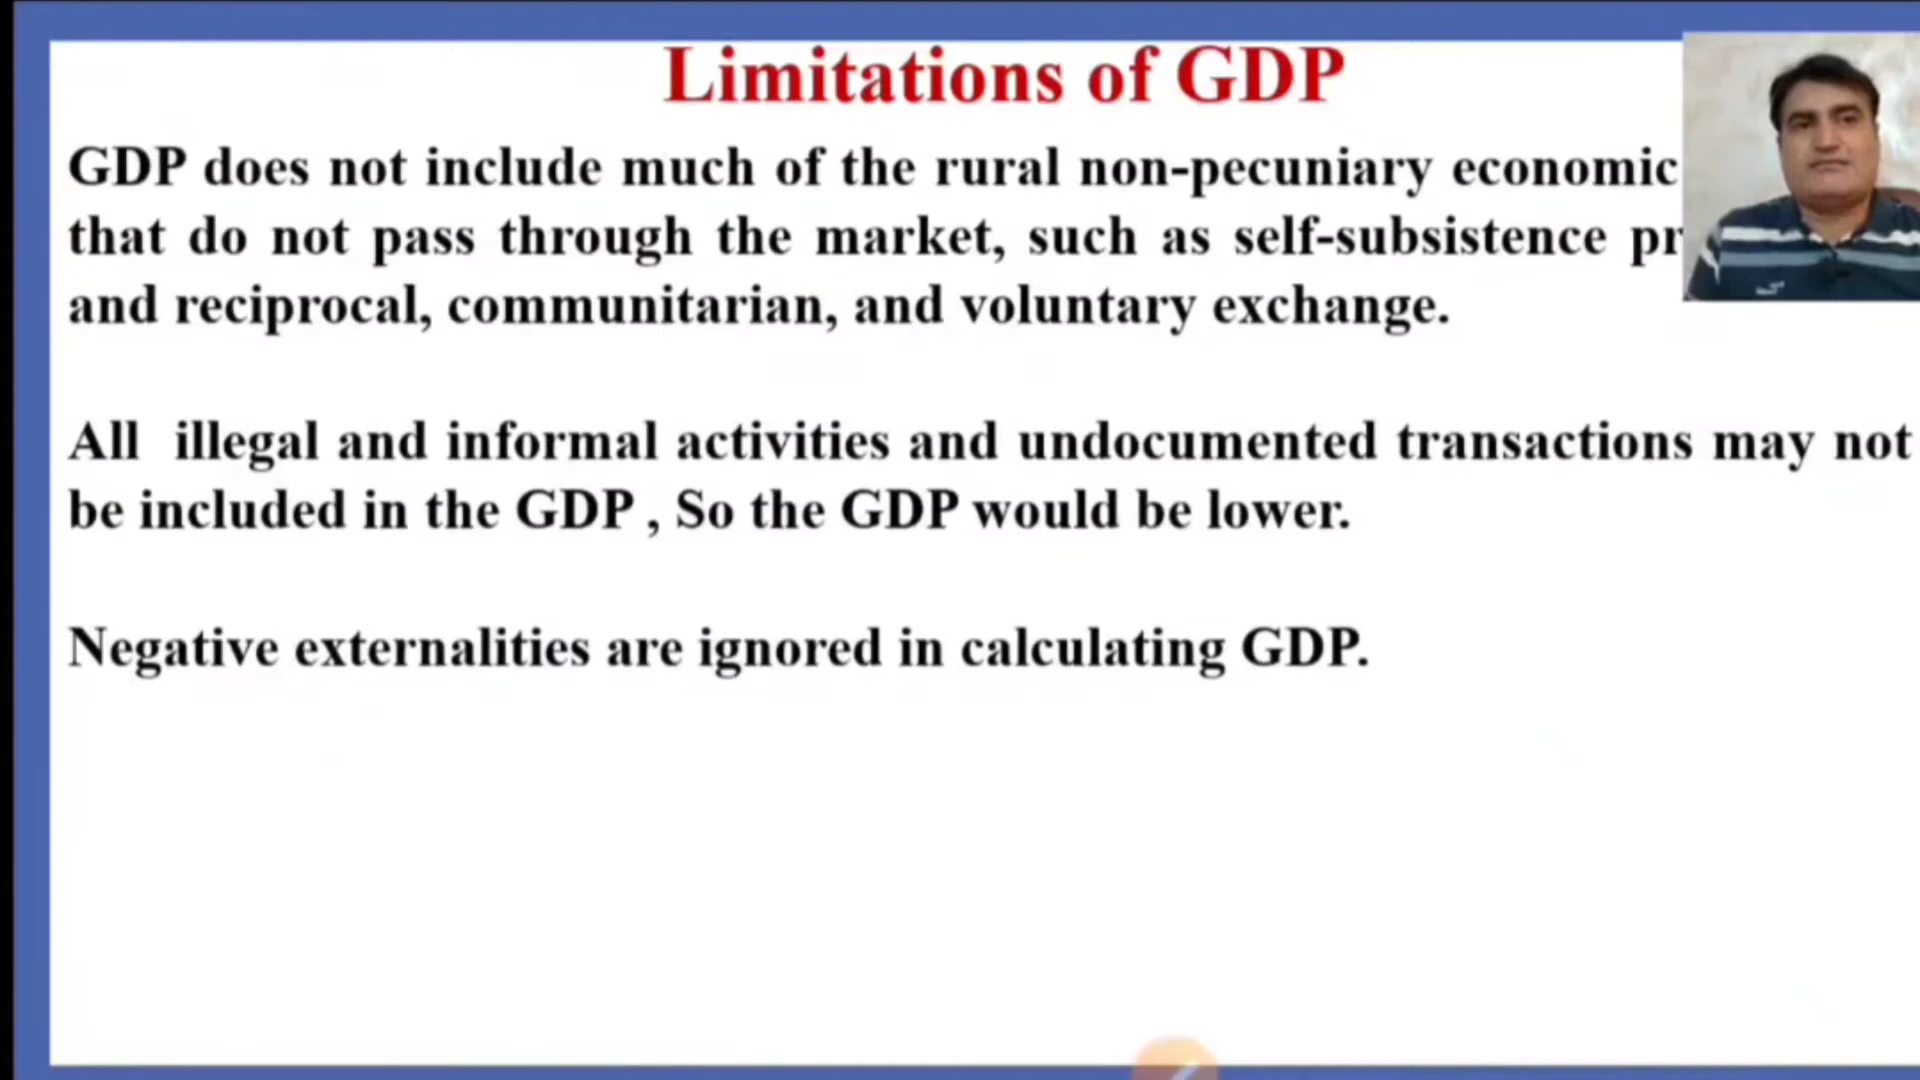 Limitations of GDP
GDP does not include much of the rural non-pecuniary economic
that do not pass through the market, such as self-subsistence
and reciprocal, communitarian, and voluntary exchange.
All illegal and informal activities and undocumented transactions may not
be included in the GDP , So the GDP would be lower.
Negative externalities are ignored in calculating GDP.